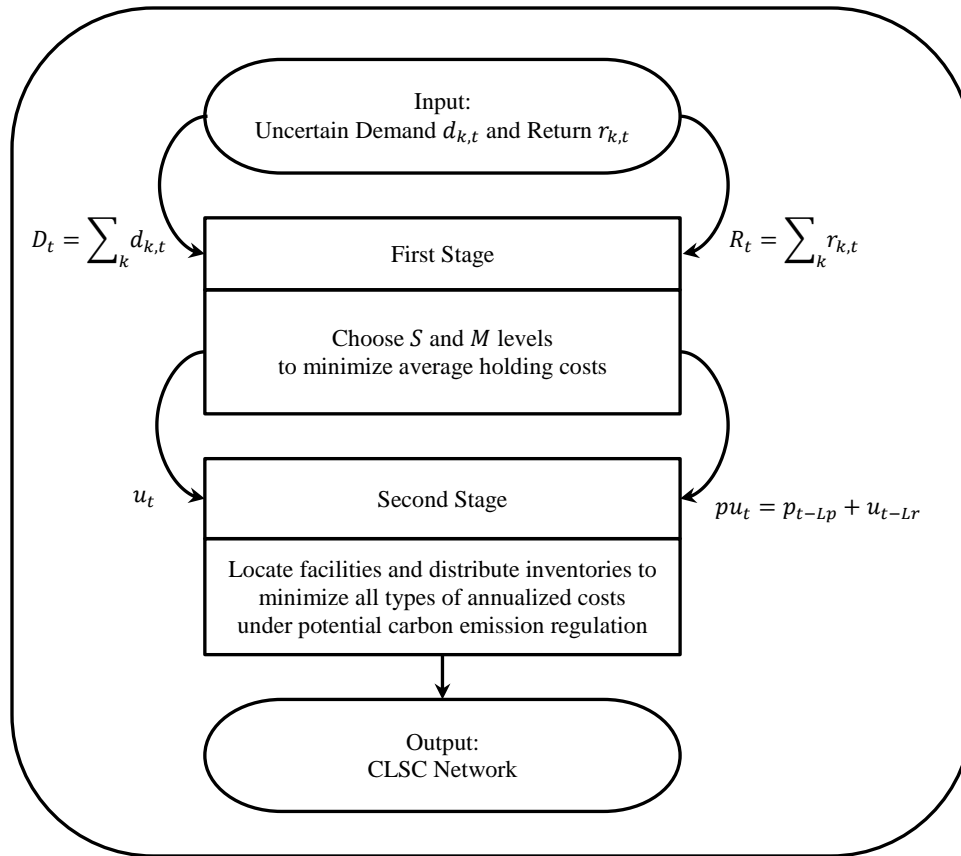 Input:
Uncertain Demand d_{k,t} and Return r_{k,t}
D_t = ∑_k d_{k,t}
R_t = ∑_k r_{k,t}
First Stage
Choose S and M levels
to minimize average holding costs
u_t
Second Stage
pu_t = p_{t−Lp} + u_{t−Lr}
Locate facilities and distribute inventories to
minimize all types of annualized costs
under potential carbon emission regulation
Output:
CLSC Network